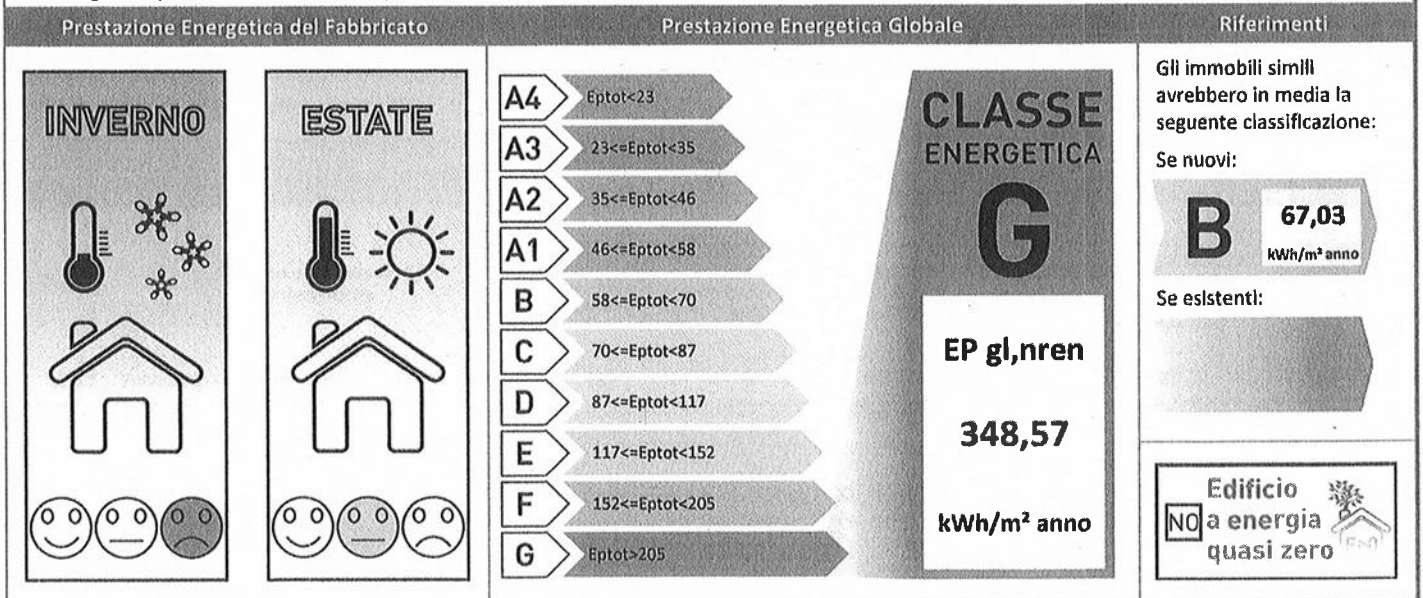 Prestazione Energetica del Fabbricato
Prestazione Energetica Globale
Riferimenti
INVERNO
ESTATE
A4 Eptot<23
A3 23<=Eptot<35
A2 35<=Eptot<46
A1 46<=Eptot<58
B 58<=Eptot<70
C 70<=Eptot<87
D 87<=Eptot<117
E 117<=Eptot<152
F 152<=Eptot<205
G Eptot>205
CLASSE
ENERGETICA
G
EP gl,nren
348,57
kWh/m² anno
Gli immobili simili
avrebbero in media la
seguente classificazione:
Se nuovi:
B 67,03
kWh/m² anno
Se esistenti:
Edificio
NO a energia
quasi zero